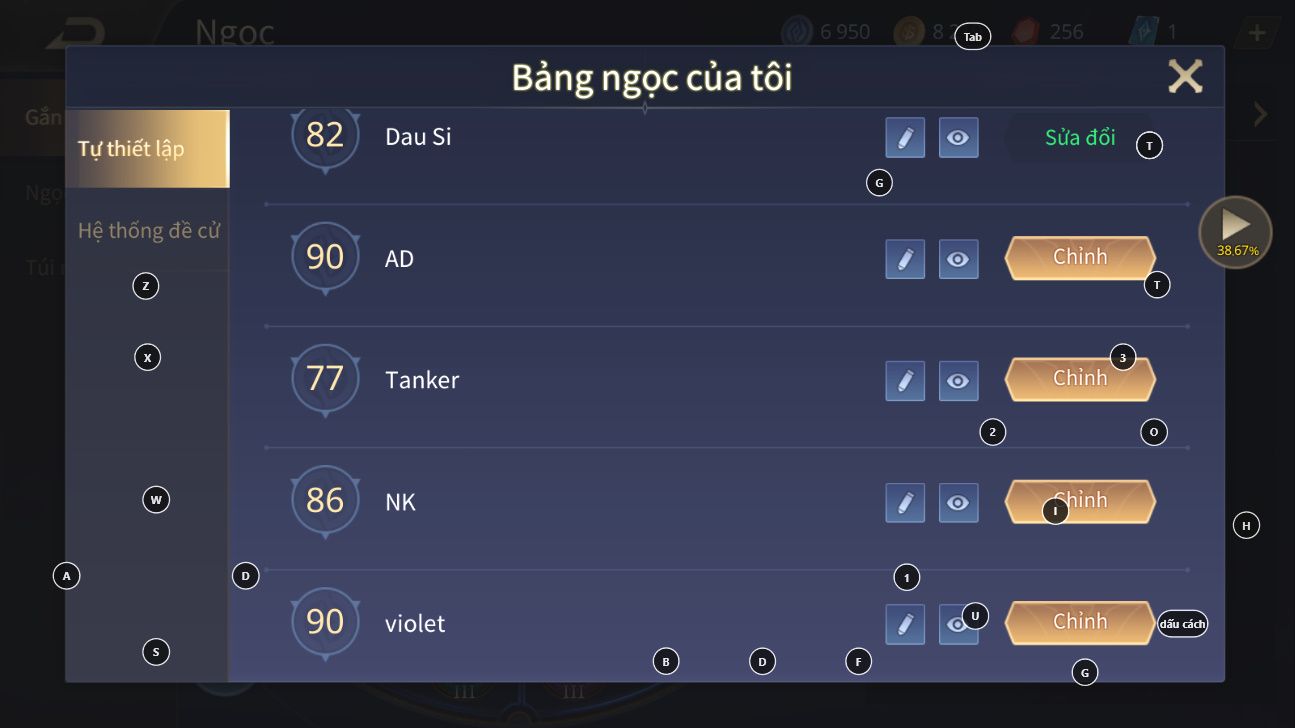 Ngọc
6 950
8 2
256
1
Tab
Bảng ngọc của tôi
Gắn
Tự thiết lập
82
Dau Si
Sửa đổi
T
G
Ngọ
Hệ thống đề cử
90
AD
Chỉnh
38.67%
Túi
Z
T
X
77
Tanker
Chỉnh
3
2
O
W
86
NK
Chỉnh
I
H
A
D
1
90
violet
U
Chỉnh
dấu cách
S
B
D
F
G
III
III